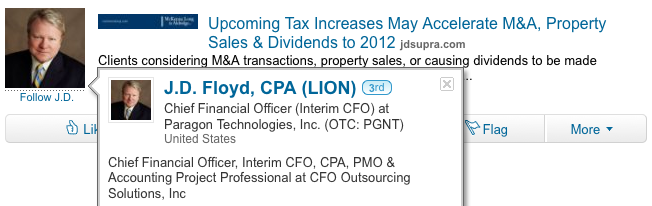 McKenna Long
& Aldridge
Upcoming Tax Increases May Accelerate M&A, Property
Sales & Dividends to 2012 jdsupra.com
Clients considering M&A transactions, property sales, or causing dividends to be made
..
Follow J.D.
J.D. Floyd, CPA (LION) 3rd
Chief Financial Officer (Interim CFO) at
Paragon Technologies, Inc. (OTC: PGNT)
United States
Chief Financial Officer, Interim CFO, CPA, PMO &
Accounting Project Professional at CFO Outsourcing
Solutions, Inc
Lik
Flag
More